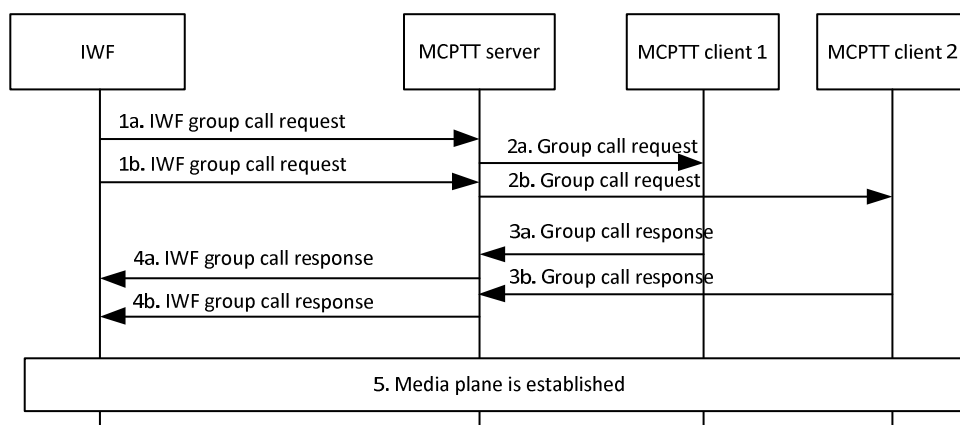 IWF
MCPTT server
MCPTT client 1
MCPTT client 2
1a. IWF group call request
2a. Group call request
1b. IWF group call request
2b. Group call request
3a. Group call response
4a. IWF group call response
3b. Group call response
4b. IWF group call response
5. Media plane is established